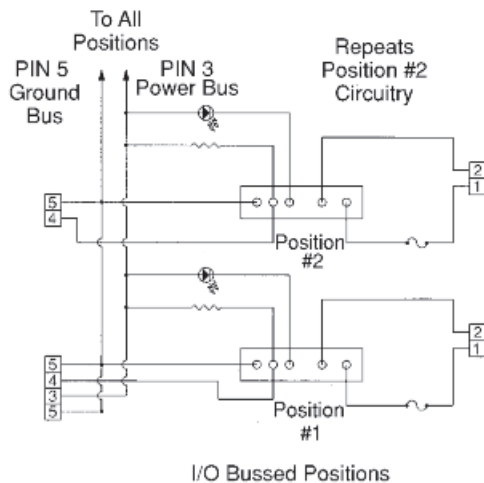 To All
Positions
PIN 5
Ground
Bus
PIN 3
Power Bus
Repeats
Position #2
Circuitry
5
4
2
1
Position
#2
5
4
3
5
2
1
Position
#1
I/O Bussed Positions